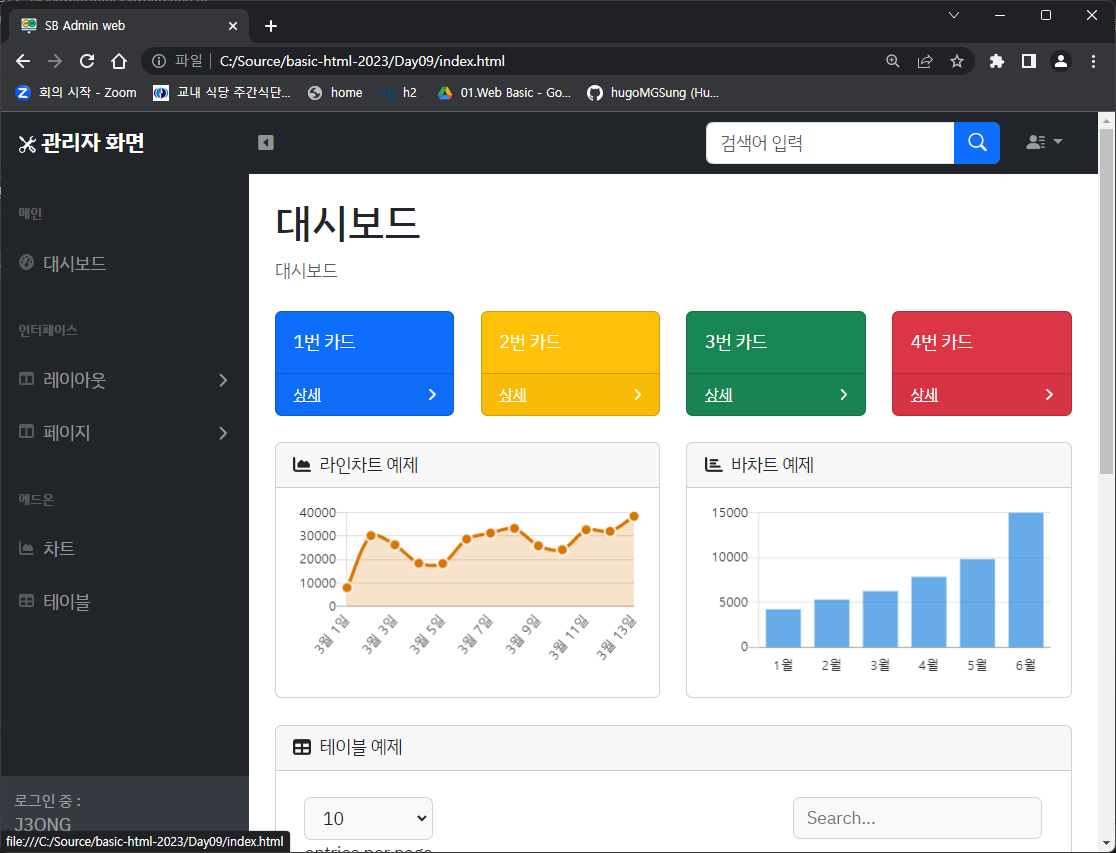 SB Admin web
파일 C:/Source/basic-html-2023/Day09/index.html
회의 시작 - Zoom 교내 식당 주간식단... home h2 01.Web Basic - Go... hugoMGSung (Hu...
관리자 화면
검색어 입력
메인
대시보드
인터페이스
레이아웃
페이지
애드온
차트
테이블
로그인 중 :
J3ONG
file:///C:/Source/basic-html-2023/Day09/index.html
대시보드
대시보드
1번 카드
상세
2번 카드
상세
3번 카드
상세
4번 카드
상세
라인차트 예제
40000
30000
20000
10000
0
3월 1일 3월 3일 3월 5일 3월 7일 3월 9일 3월 11일 3월 13일
바차트 예제
15000
10000
5000
0
1월 2월 3월 4월 5월 6월
테이블 예제
10 Search...
entries per page